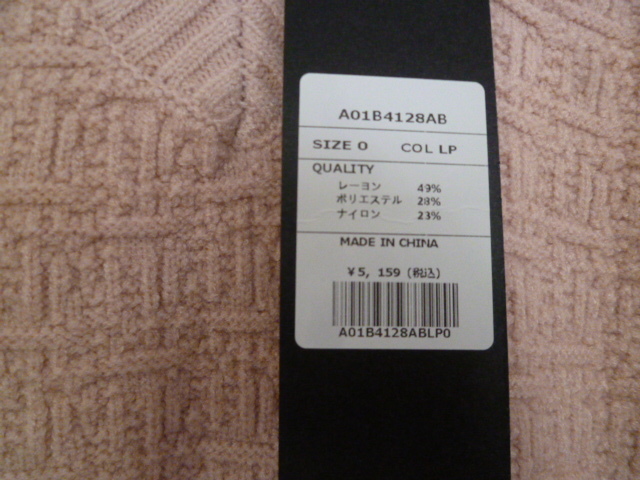 A01B4128AB
SIZE 0 COL LP
QUALITY
レーヨン 49%
ポリエステル 28%
ナイロン 23%
MADE IN CHINA
¥5, 159 (税込)
A01B4128ABLP0